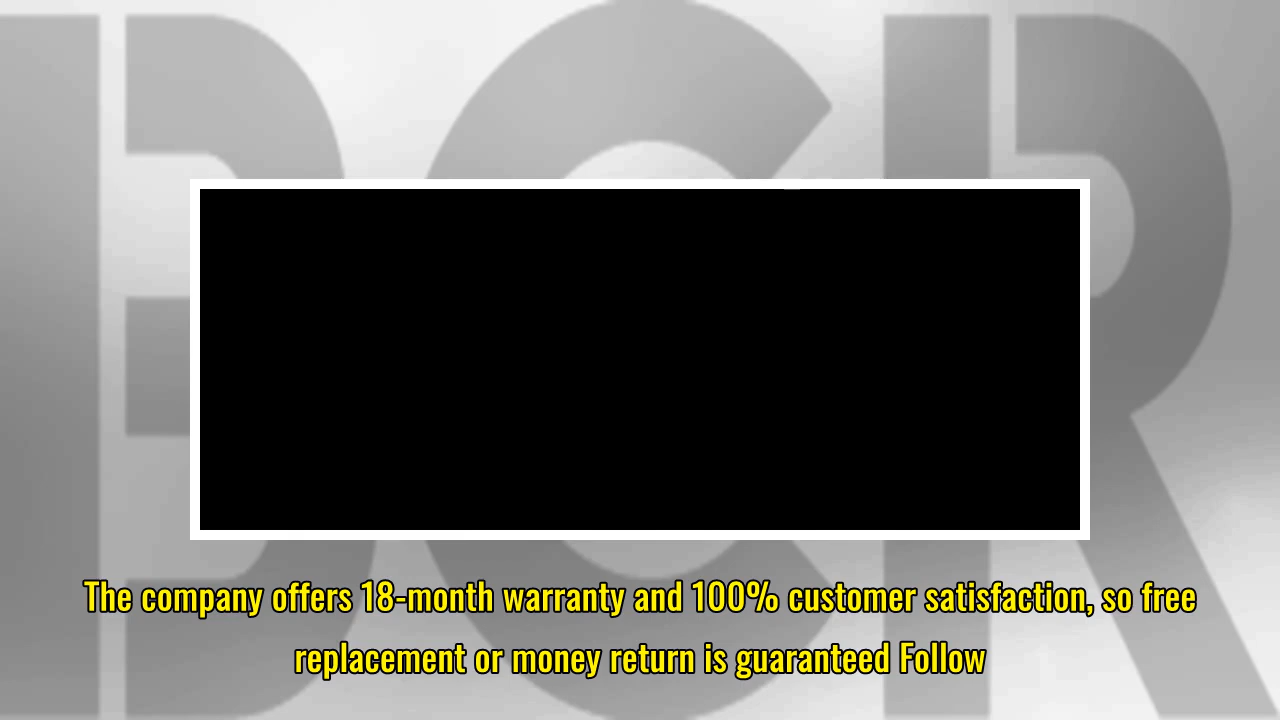 BCR
The company offers 18-month warranty and 100% customer satisfaction, so free
replacement or money return is guaranteed Follow